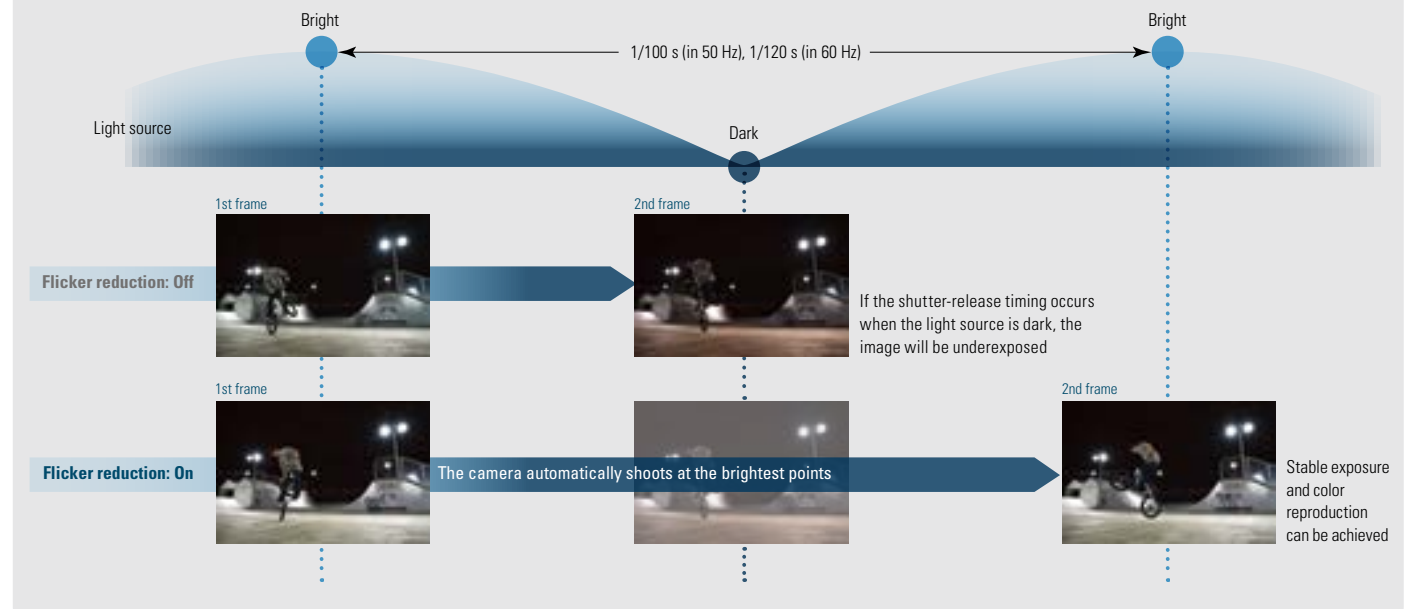 Bright
Bright
1/100 s (in 50 Hz), 1/120 s (in 60 Hz)
Light source
Dark
1st frame
2nd frame
Flicker reduction: Off
If the shutter-release timing occurs
when the light source is dark, the
image will be underexposed
1st frame
2nd frame
Flicker reduction: On
The camera automatically shoots at the brightest points
Stable exposure
and color
reproduction
can be achieved